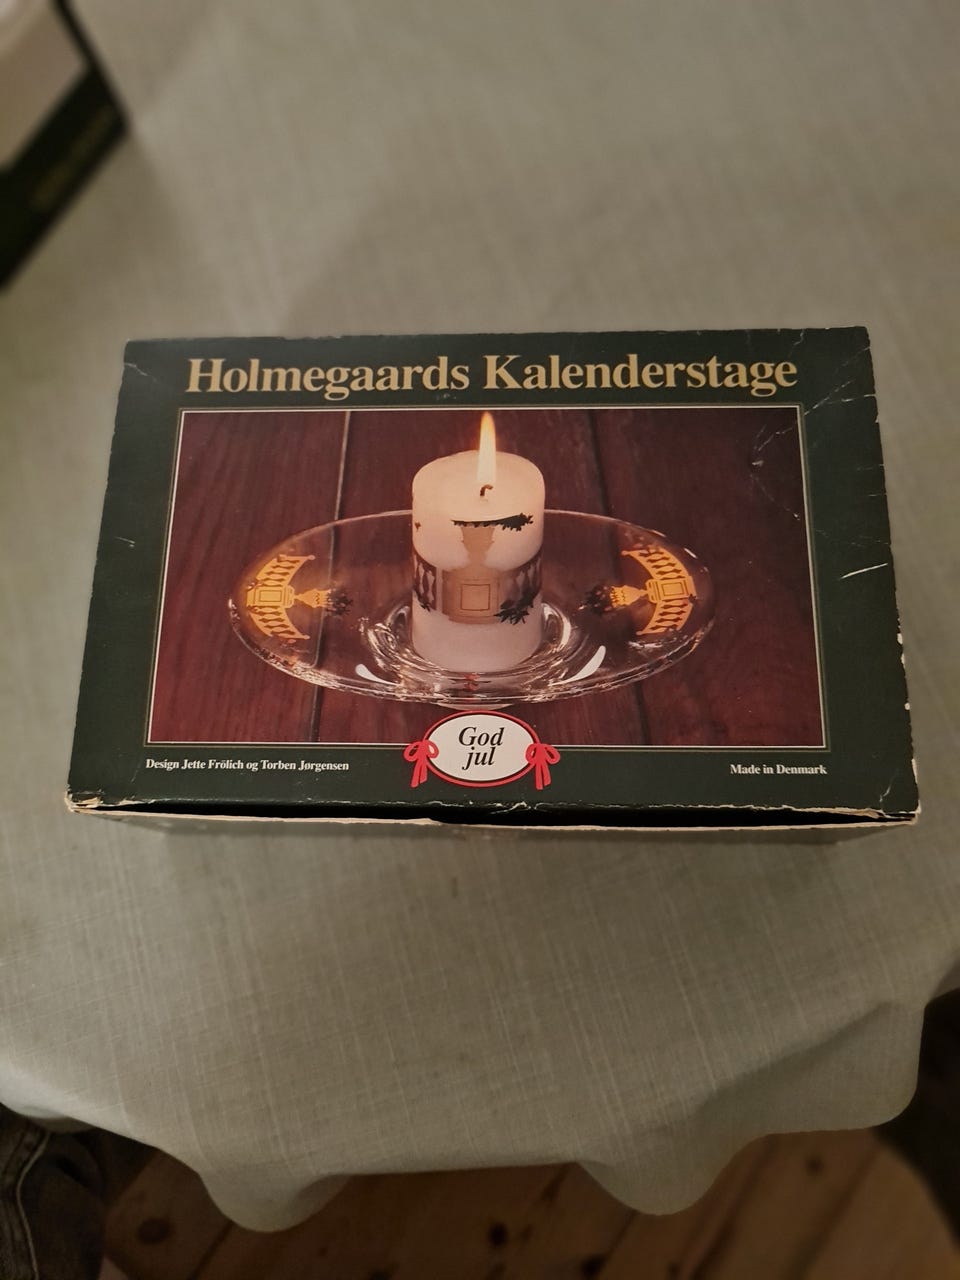 Holmegaards Kalenderstage
God
jul
Design Jette Frölich og Torben Jørgensen
Made in Denmark